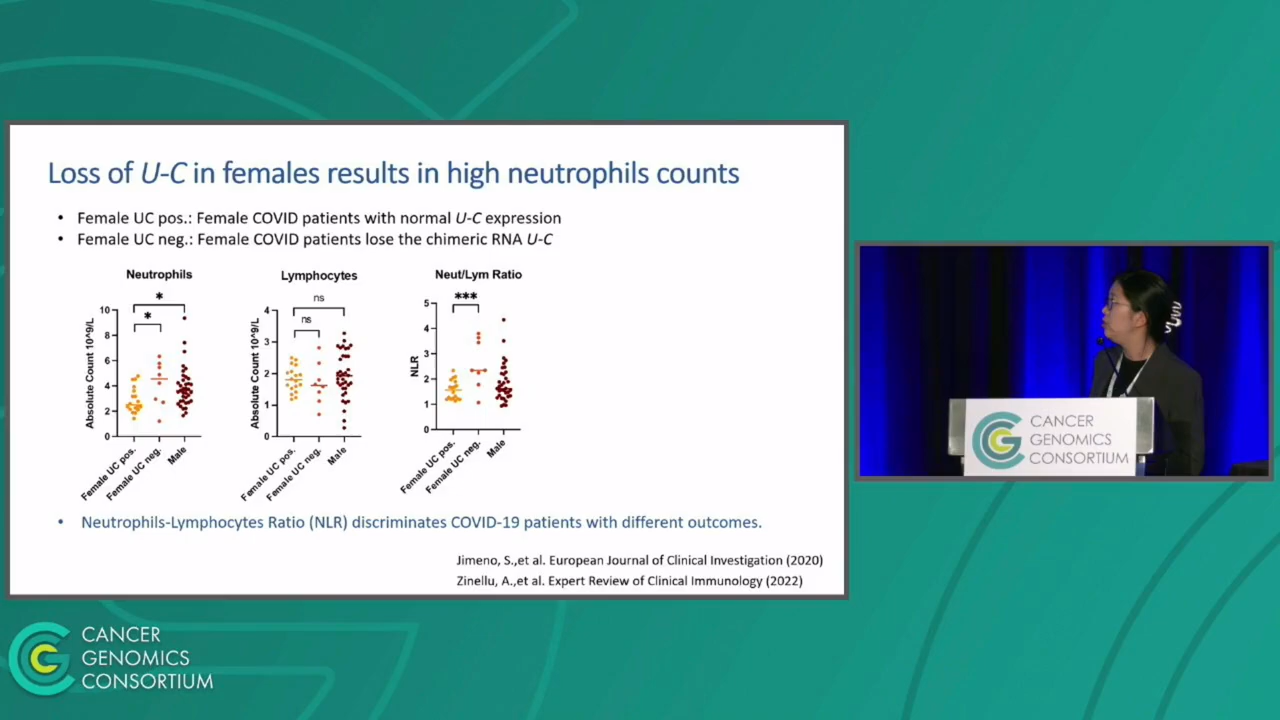 Loss of U-C in females results in high neutrophils counts
• Female UC pos.: Female COVID patients with normal U-C expression
• Female UC neg.: Female COVID patients lose the chimeric RNA U-C
Neutrophils
Absolute Count 10^9/L
10
8
6
4
2
0
*
*
Female UC pos.
Female UC neg.
Male
Lymphocytes
Absolute Count 10^9/L
4
3
2
1
0
ns
ns
Female UC pos.
Female UC neg.
Male
Neut/Lym Ratio
NLR
5
4
3
2
1
0
***
Female UC pos.
Female UC neg.
Male
• Neutrophils-Lymphocytes Ratio (NLR) discriminates COVID-19 patients with different outcomes.
Jimeno, S.,et al. European Journal of Clinical Investigation (2020)
Zinellu, A.,et al. Expert Review of Clinical Immunology (2022)
CANCER
GENOMICS
CONSORTIUM
CANCER
GENOMICS
CONSORTIUM